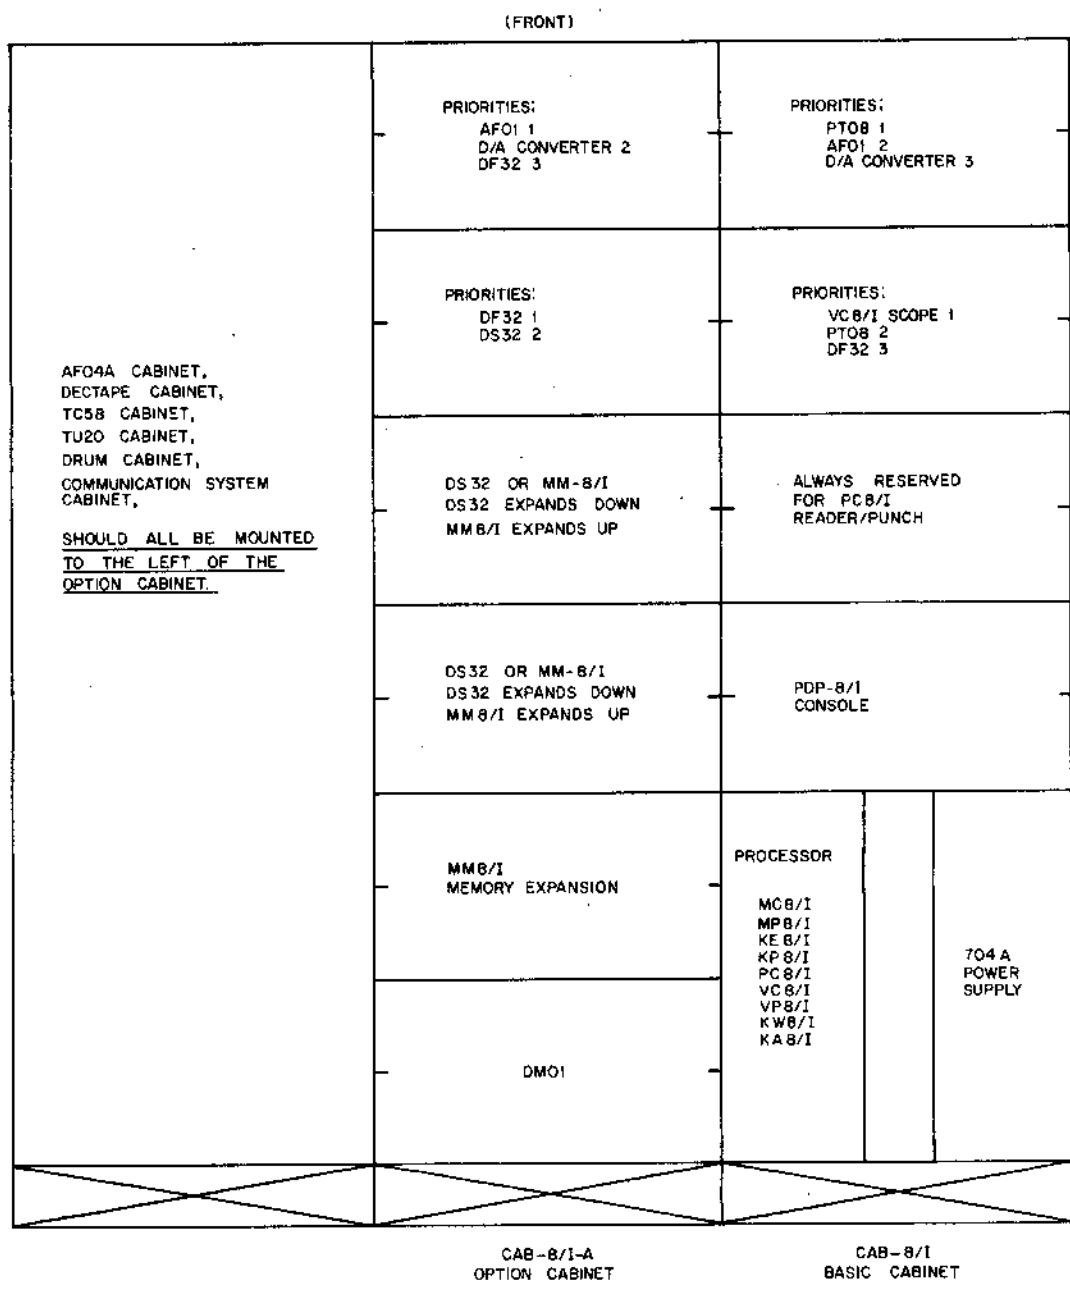 (FRONT)
AF04A CABINET,
DECTAPE CABINET,
TC58 CABINET,
TU20 CABINET,
DRUM CABINET,
COMMUNICATION SYSTEM
CABINET,
SHOULD ALL BE MOUNTED
TO THE LEFT OF THE
OPTION CABINET.
PRIORITIES:
AF01 1
D/A CONVERTER 2
DF32 3
PRIORITIES:
DF32 1
DS32 2
DS32 OR MM-8/I
DS32 EXPANDS DOWN
MM8/I EXPANDS UP
DS32 OR MM-8/I
DS32 EXPANDS DOWN
MM8/I EXPANDS UP
MM8/I
MEMORY EXPANSION
DM01
CAB-8/I-A
OPTION CABINET
PRIORITIES:
PT08 1
AF01 2
D/A CONVERTER 3
PRIORITIES:
VC8/I SCOPE 1
PT08 2
DF32 3
ALWAYS RESERVED
FOR PC8/I
READER/PUNCH
PDP-8/I
CONSOLE
PROCESSOR
MC8/I
MP8/I
KE8/I
KP8/I
PC8/I
VC8/I
VP8/I
KW8/I
KA8/I
704A
POWER
SUPPLY
CAB-8/I
BASIC CABINET